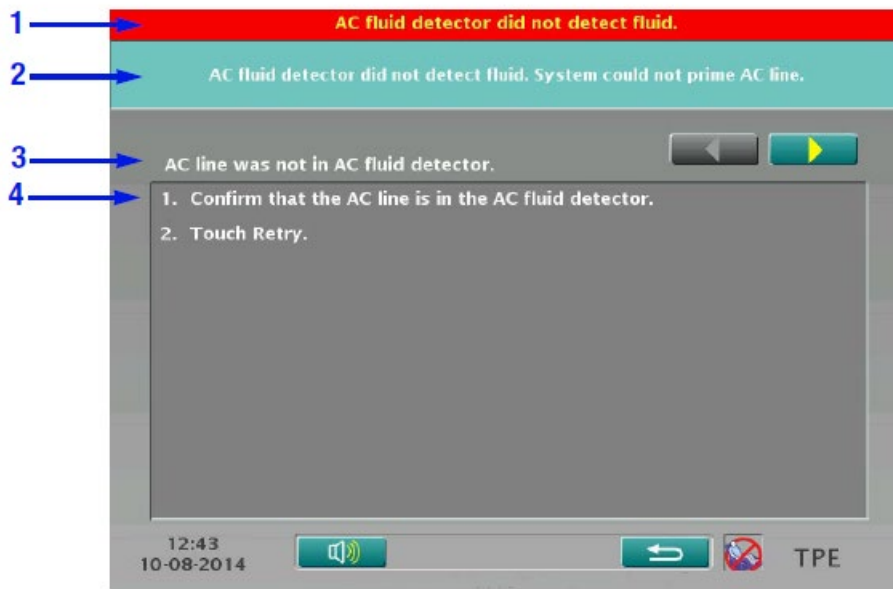 1
AC fluid detector did not detect fluid.
2
AC fluid detector did not detect fluid. System could not prime AC line.
3
AC line was not in AC fluid detector.
4
1. Confirm that the AC line is in the AC fluid detector.
2. Touch Retry.
12:43
10-08-2014
TPE